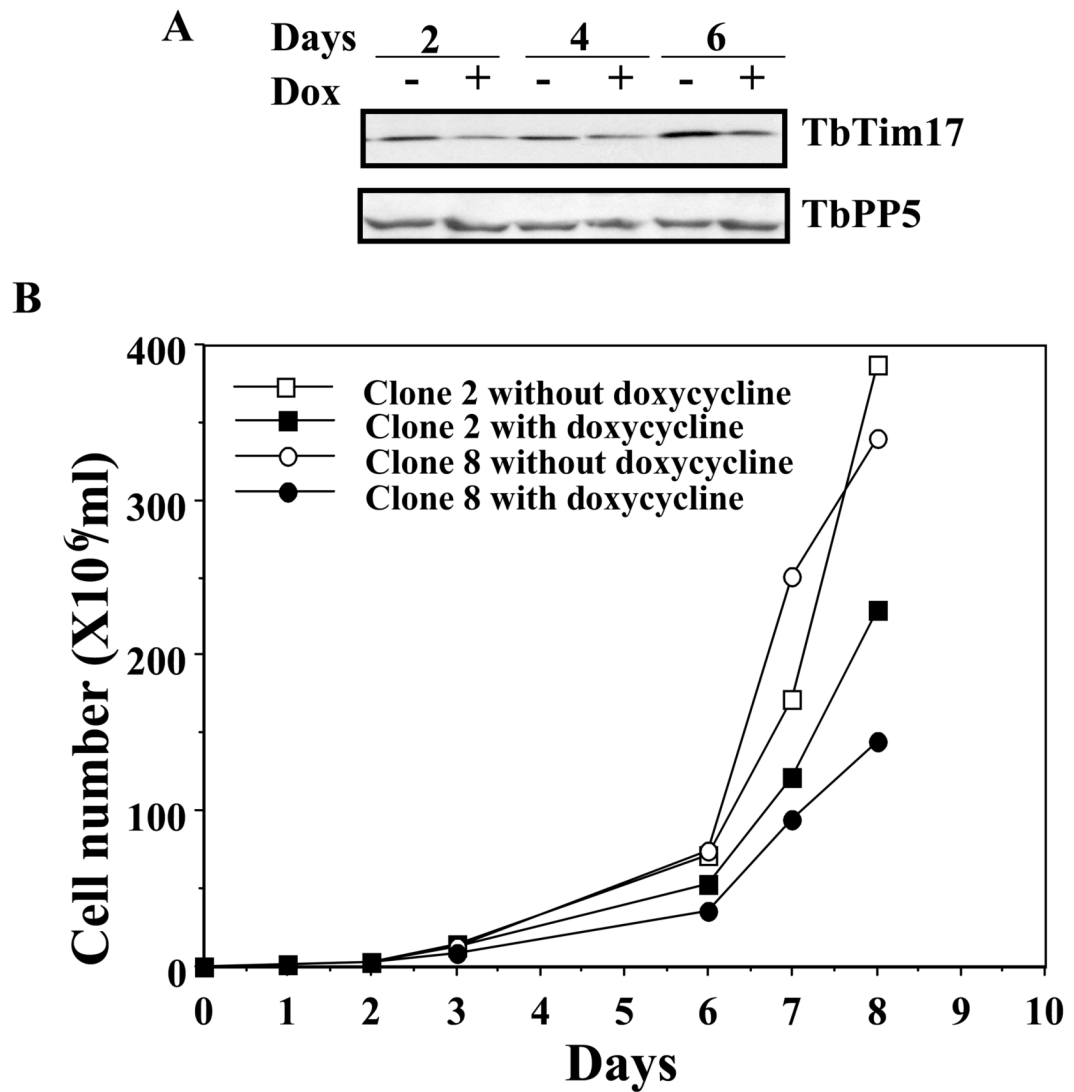 A
Days 2 4 6
Dox - + - + - +
TbTim17
TbPP5
B
Cell number (X10⁶/ml)
400
300
200
100
0
Clone 2 without doxycycline
Clone 2 with doxycycline
Clone 8 without doxycycline
Clone 8 with doxycycline
0 1 2 3 4 5 6 7 8 9 10
Days